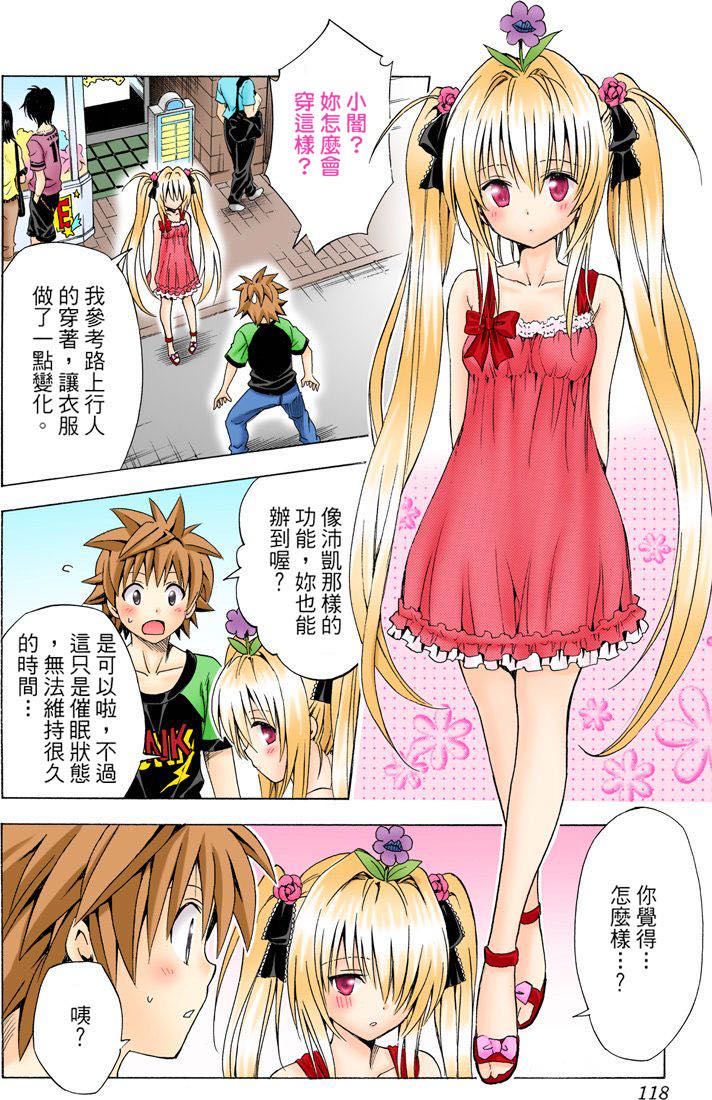 小闇?
妳怎麼會
穿這樣?
我參考路上行人
的穿著,讓衣服
做了一點變化。
像沛凱那樣的
功能,妳也能
辦到喔?
是可以啦,不過
這只是催眠狀態
,無法維持很久
的時間…
你覺得…
怎麼樣…?
咦?
118